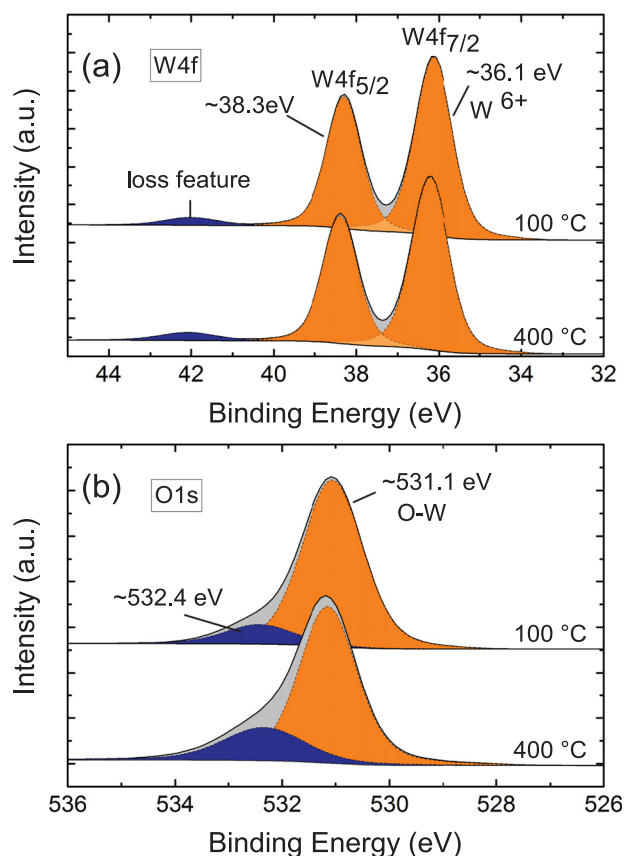 (a)
W4f
W4f5/2
W4f7/2
~38.3eV
~36.1 eV
W 6+
loss feature
100 °C
400 °C
Intensity (a.u.)
44 42 40 38 36 34 32
Binding Energy (eV)
(b)
O1s
~531.1 eV
O-W
~532.4 eV
100 °C
400 °C
Intensity (a.u.)
536 534 532 530 528 526
Binding Energy (eV)